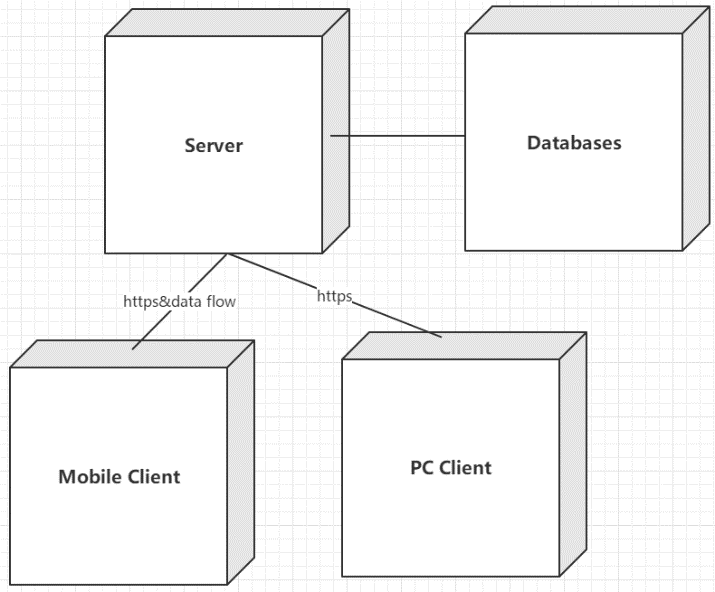 Server
Databases
https&data flow
https
Mobile Client
PC Client